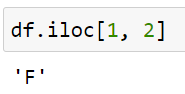 df.iloc[1, 2]
'F'